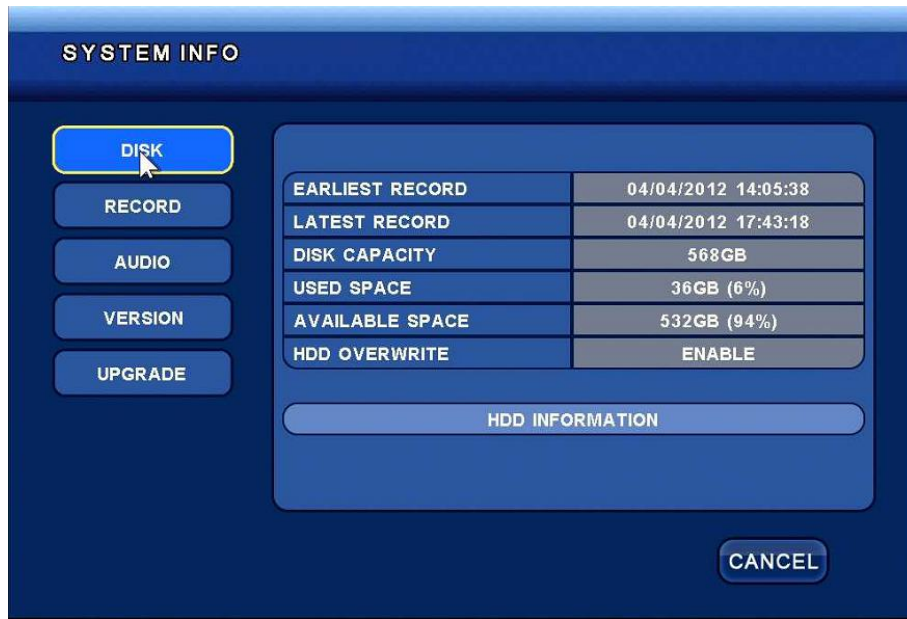 SYSTEM INFO
DISK
RECORD
AUDIO
VERSION
UPGRADE
EARLIEST RECORD 04/04/2012 14:05:38
LATEST RECORD 04/04/2012 17:43:18
DISK CAPACITY 568GB
USED SPACE 36GB (6%)
AVAILABLE SPACE 532GB (94%)
HDD OVERWRITE ENABLE
HDD INFORMATION
CANCEL